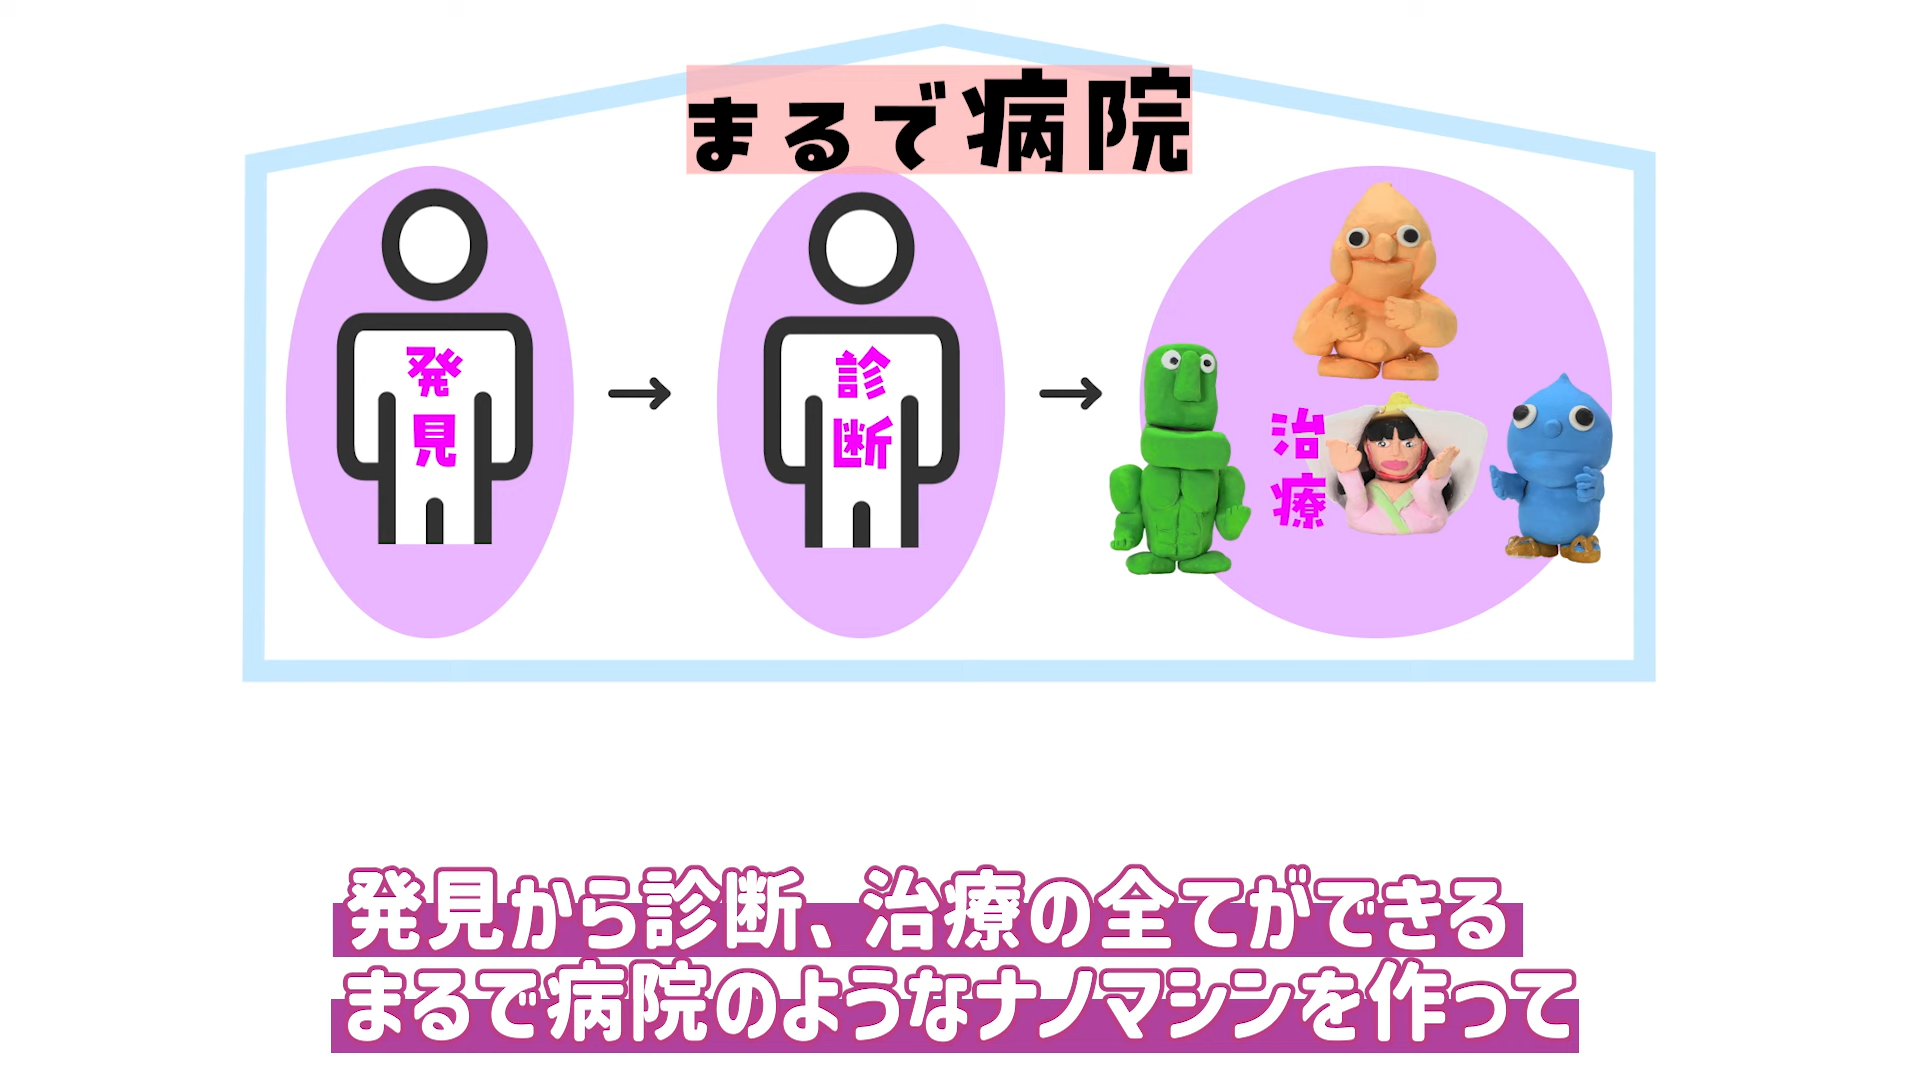 まるで病院
発見
診断
治療
発見から診断、治療の全てができる
まるで病院のようなナノマシンを作って